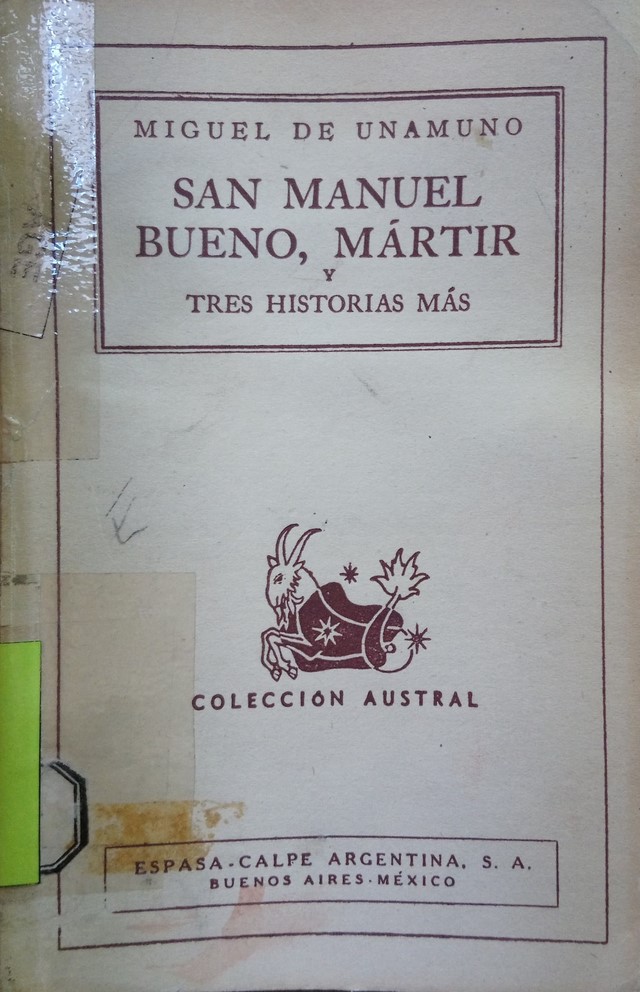 MIGUEL DE UNAMUNO
SAN MANUEL
BUENO, MÁRTIR
Y
TRES HISTORIAS MÁS
COLECCIÓN AUSTRAL
ESPASA-CALPE ARGENTINA, S. A.
BUENOS AIRES-MÉXICO